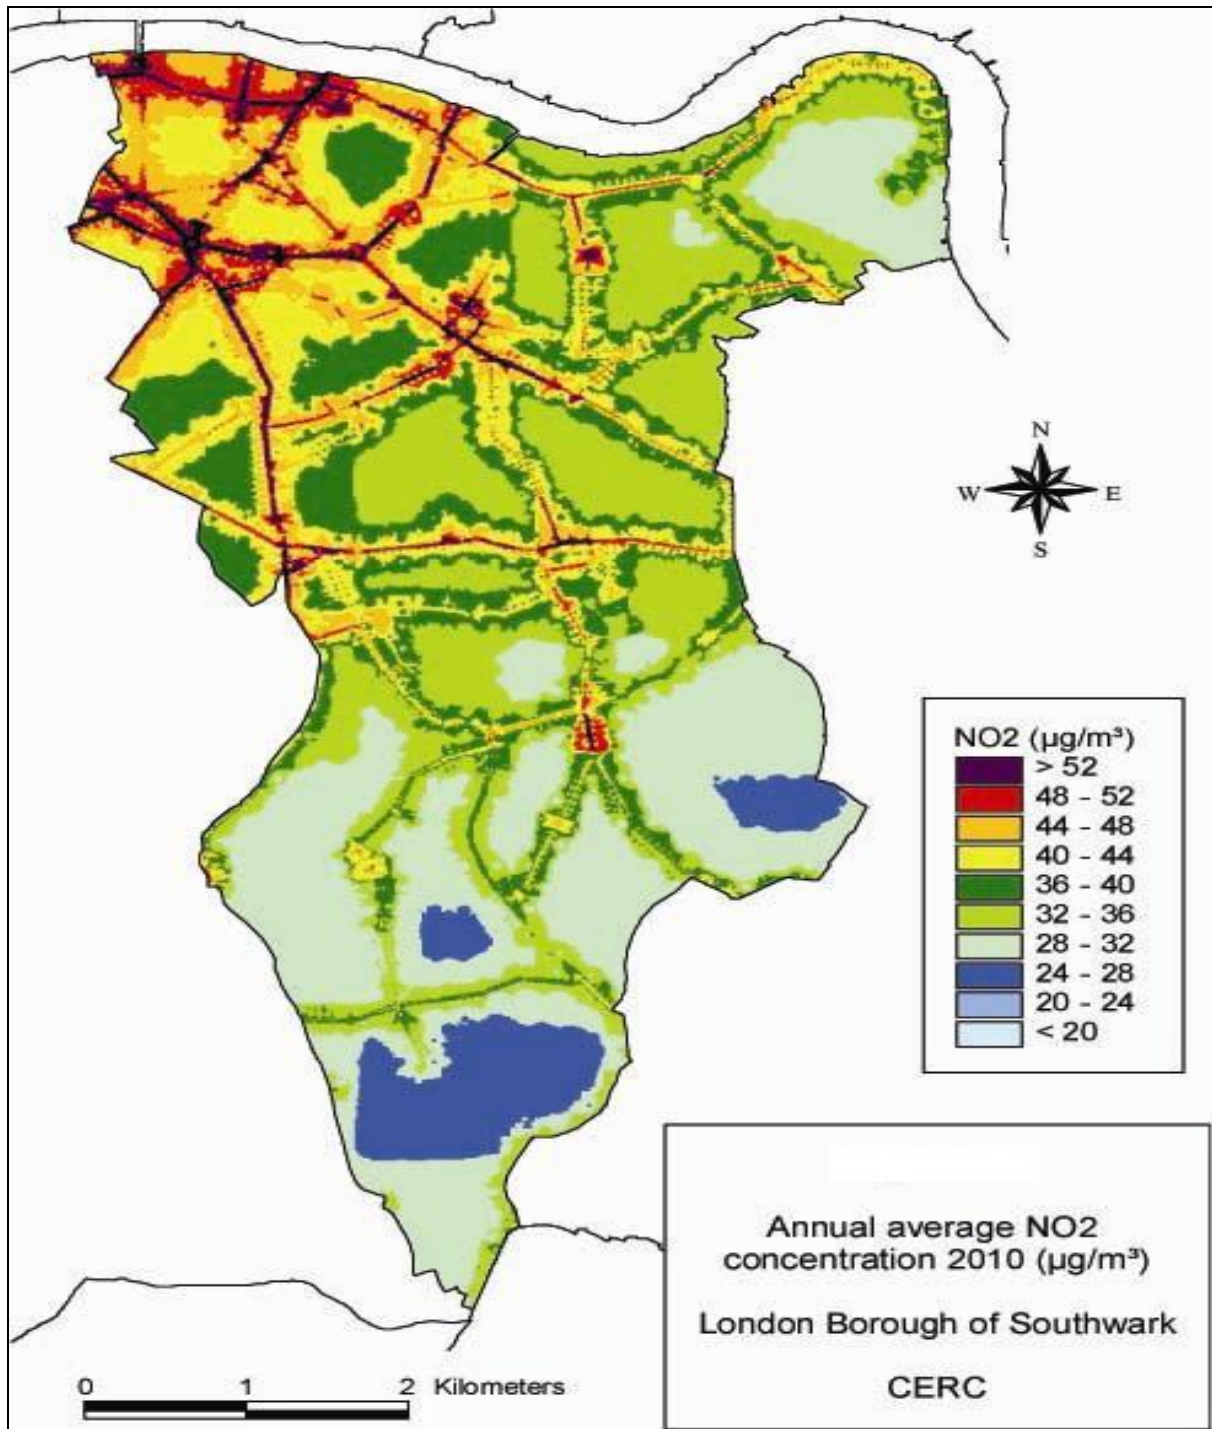 N
W
E
S
NO2 (µg/m³)
> 52
48 - 52
44 - 48
40 - 44
36 - 40
32 - 36
28 - 32
24 - 28
20 - 24
< 20
Annual average NO2
concentration 2010 (µg/m³)
London Borough of Southwark
CERC
0 1 2 Kilometers